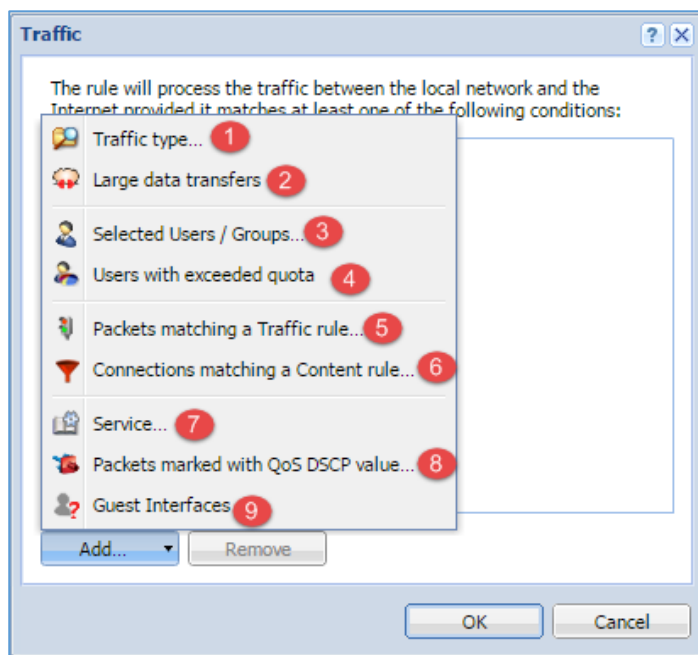 Traffic
The rule will process the traffic between the local network and the
Internet provided it matches at least one of the following conditions:
Traffic type... 1
Large data transfers 2
Selected Users / Groups... 3
Users with exceeded quota 4
Packets matching a Traffic rule... 5
Connections matching a Content rule... 6
Service... 7
Packets marked with QoS DSCP value... 8
Guest Interfaces 9
Add... Remove
OK Cancel